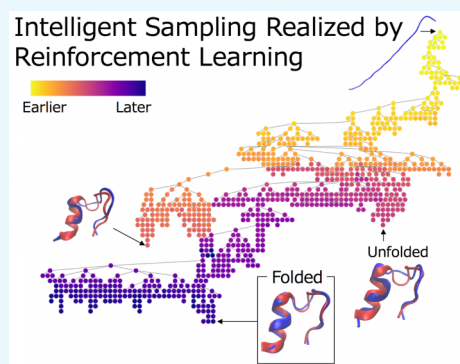 Intelligent Sampling Realized by
Reinforcement Learning
Earlier
Later
Unfolded
Folded